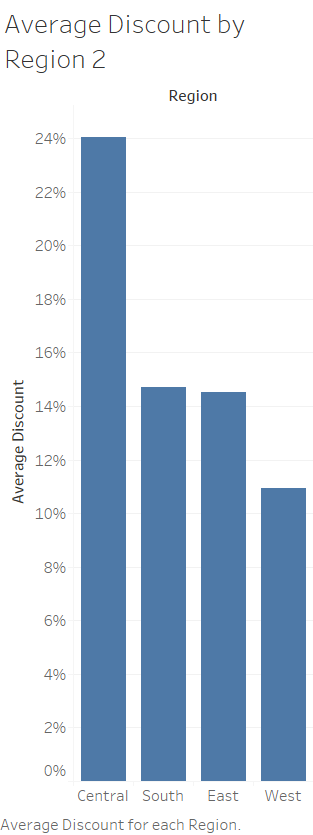 Average Discount by
Region 2
Region
24%
22%
20%
18%
16%
14%
12%
10%
8%
6%
4%
2%
0%
Average Discount
Central South East West
Average Discount for each Region.